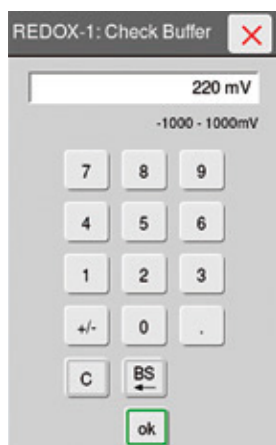 REDOX-1: Check Buffer
220 mV
-1000 - 1000mV
7 8 9
4 5 6
1 2 3
+/- 0 .
C BS
ok